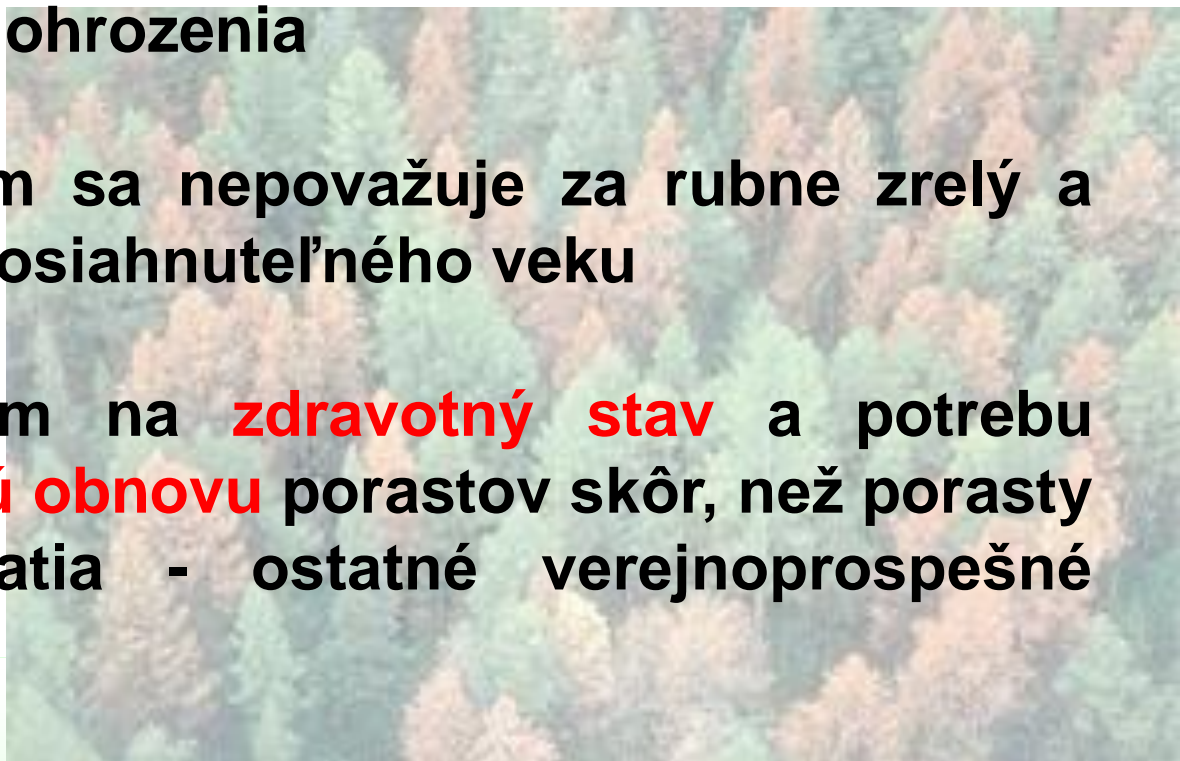 ohrozenia
m sa nepovažuje za rubne zrelý a
osiahnuteľného veku
m na zdravotný stav a potrebu
ú obnovu porastov skôr, než porasty
atia - ostatné verejnoprospešné